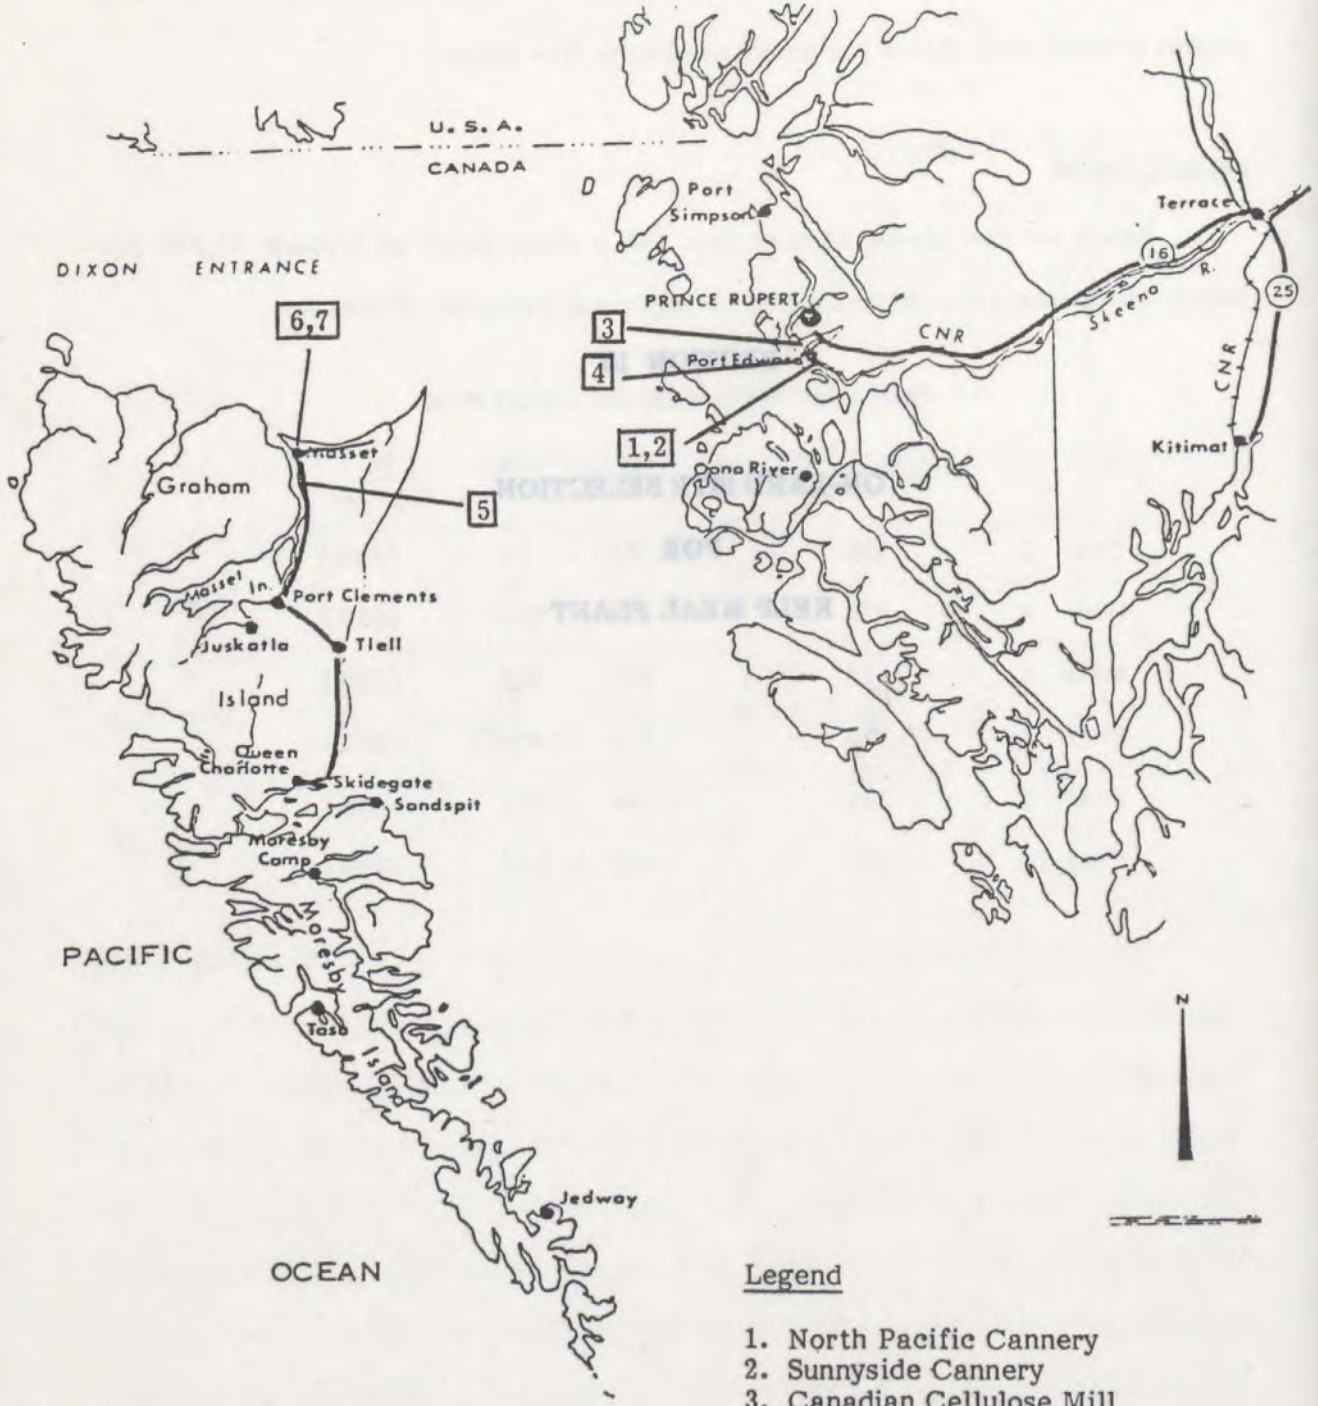 U. S. A.
CANADA
D
Port
Simpson
Terrace
16
R.
Skeena
25
DIXON ENTRANCE
6,7
PRINCE RUPERT
3
CNR
4
Port Edward
CNR
1,2
Kitimat
Masset
Oona River
Graham
5
Masset In.
Port Clements
Juskatla
Tlell
Island
Queen
Charlotte
Skidegate
Sandspit
Moresby
Camp
Moresby
PACIFIC
N
Tasu
Island
Jedway
OCEAN
Legend
1. North Pacific Cannery
2. Sunnyside Cannery
3. Canadian Cellulose Mill